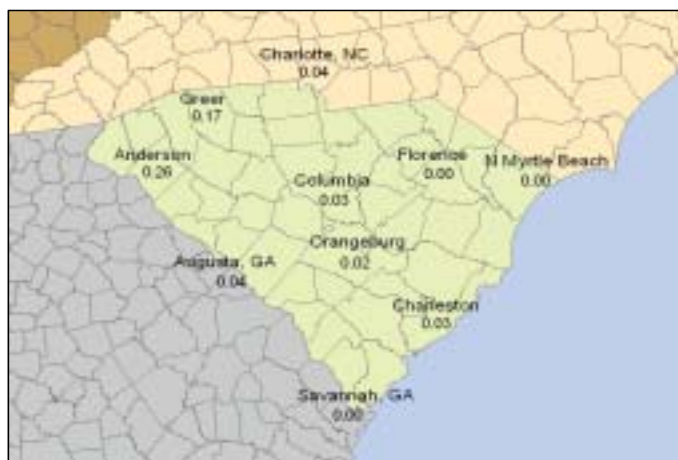 Charlotte, NC
0.04
Greer
0.17
Anderson
0.26
Florence
0.00
N Myrtle Beach
0.00
Columbia
0.03
Orangeburg
0.02
Augusta, GA
0.04
Charleston
0.03
Savannah, GA
0.00